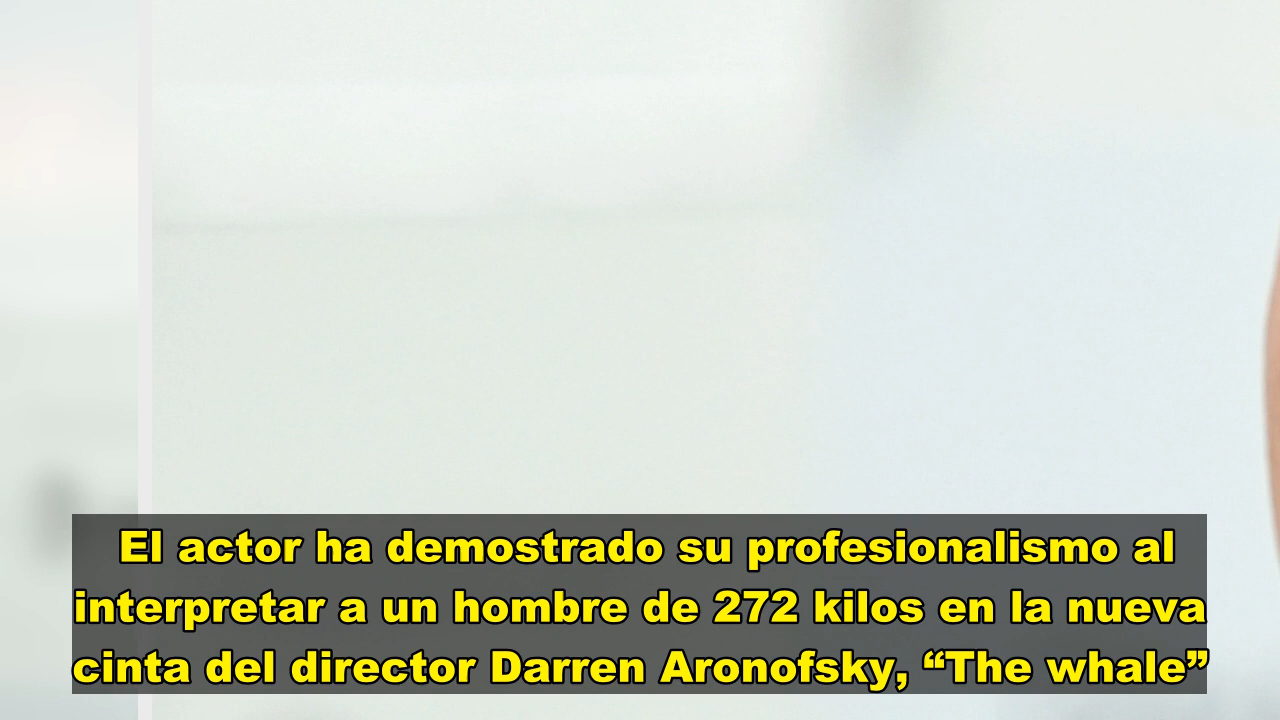 El actor ha demostrado su profesionalismo al
interpretar a un hombre de 272 kilos en la nueva
cinta del director Darren Aronofsky, “The whale”